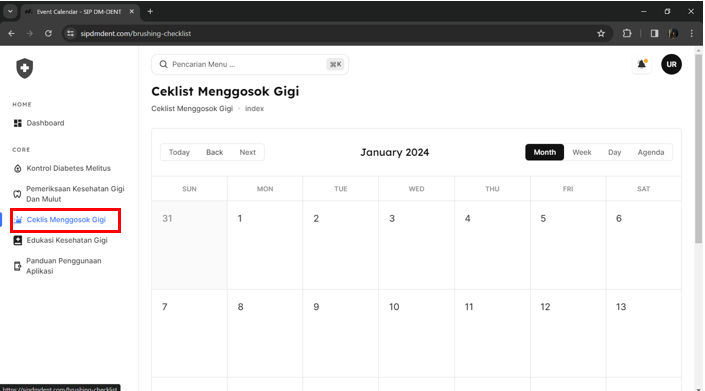 Event Calendar - SIP DM-DENT
sipdmdent.com/brushing-checklist
Pencarian Menu ...
⌘K
UR
Ceklist Menggosok Gigi
Ceklist Menggosok Gigi • index
HOME
Dashboard
CORE
Kontrol Diabetes Melitus
Pemeriksaan Kesehatan Gigi
Dan Mulut
Ceklis Menggosok Gigi
Edukasi Kesehatan Gigi
Panduan Penggunaan
Aplikasi
Today Back Next
January 2024
Month Week Day Agenda
SUN MON TUE WED THU FRI SAT
31 1 2 3 4 5 6
7 8 9 10 11 12 13
https://sipdmdent.com/brushing-checklist